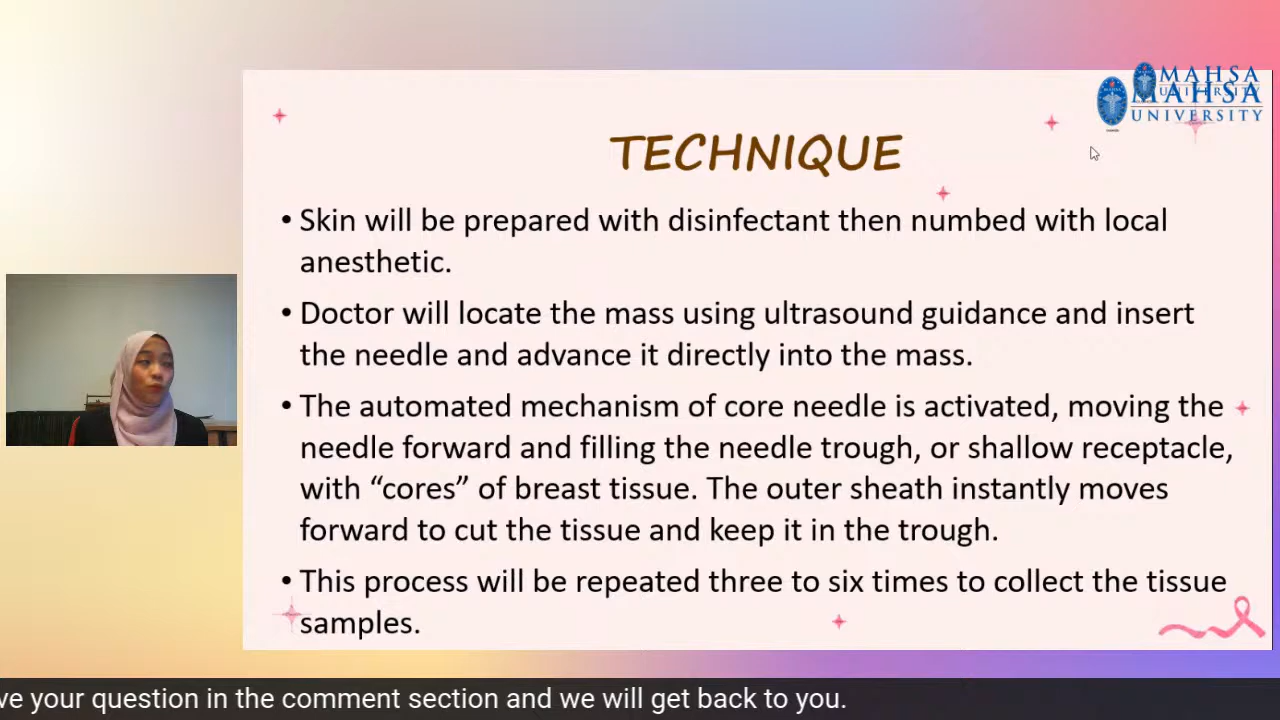 MAHSA
UNIVERSITY
MAHSA
UNIVERSITY
TECHNIQUE
• Skin will be prepared with disinfectant then numbed with local
anesthetic.
• Doctor will locate the mass using ultrasound guidance and insert
the needle and advance it directly into the mass.
• The automated mechanism of core needle is activated, moving the
needle forward and filling the needle trough, or shallow receptacle,
with “cores” of breast tissue. The outer sheath instantly moves
forward to cut the tissue and keep it in the trough.
• This process will be repeated three to six times to collect the tissue
samples.
ve your question in the comment section and we will get back to you.